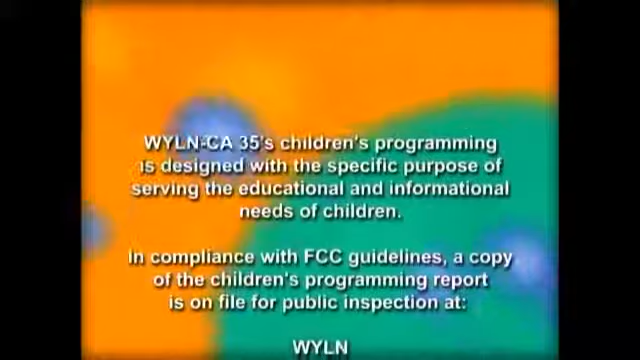 WYLN-CA 35's children's programming
is designed with the specific purpose of
serving the educational and informational
needs of children.
In compliance with FCC guidelines, a copy
of the children's programming report
is on file for public inspection at:
WYLN